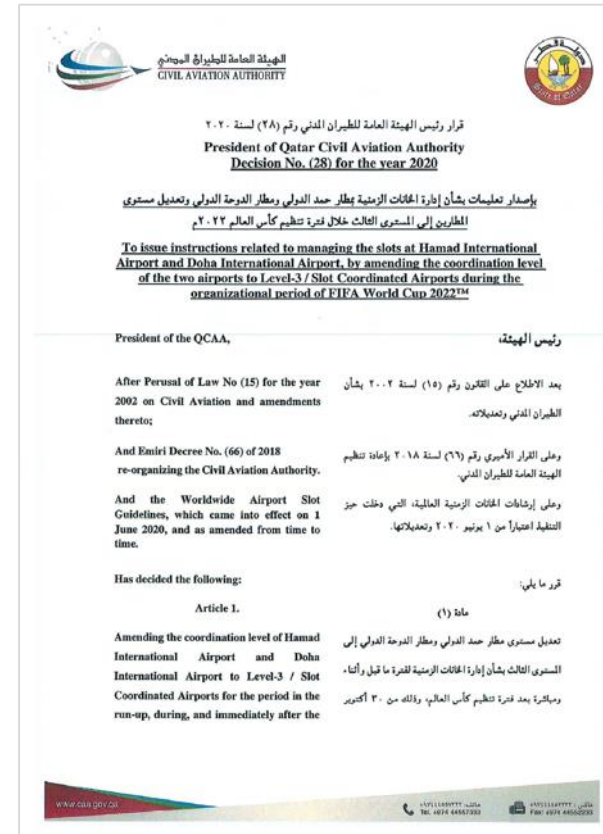 الهيئة العامة للطيران المدني
CIVIL AVIATION AUTHORITY
State of Qatar
قرار رئيس الهيئة العامة للطيران المدني رقم (٢٨) لسنة ٢٠٢٠
President of Qatar Civil Aviation Authority
Decision No. (28) for the year 2020
بإصدار تعليمات بشأن إدارة الخانات الزمنية بمطار حمد الدولي ومطار الدوحة الدولي وتعديل مستوى
المطارين إلى المستوى الثالث خلال فترة تنظيم كأس العالم ٢٠٢٢م
To issue instructions related to managing the slots at Hamad International
Airport and Doha International Airport, by amending the coordination level
of the two airports to Level-3 / Slot Coordinated Airports during the
organizational period of FIFA World Cup 2022™
President of the QCAA,
رئيس الهيئة،
After Perusal of Law No (15) for the year
2002 on Civil Aviation and amendments
thereto;
بعد الاطلاع على القانون رقم (١٥) لسنة ٢٠٠٢ بشأن
الطيران المدني وتعديلاته.
And Emiri Decree No. (66) of 2018
re-organizing the Civil Aviation Authority.
وعلى القرار الأميري رقم (٦٦) لسنة ٢٠١٨ بإعادة تنظيم
الهيئة العامة للطيران المدني.
And the Worldwide Airport Slot
Guidelines, which came into effect on 1
June 2020, and as amended from time to
time.
وعلى إرشادات الخانات الزمنية العالمية، التي دخلت حيز
التنفيذ اعتباراً من ١ يونيو ٢٠٢٠ وتعديلاتها.
Has decided the following:
قرر ما يلي:
Article 1.
مادة (١)
Amending the coordination level of Hamad
International Airport and Doha
International Airport to Level-3 / Slot
Coordinated Airports for the period in the
run-up, during, and immediately after the
تعديل مستوى مطار حمد الدولي ومطار الدوحة الدولي إلى
المستوى الثالث بشأن إدارة الخانات الزمنية لفترة ما قبل وأثناء
ومباشرة بعد فترة تنظيم كأس العالم، وذلك من ٣٠ أكتوبر
www.caa.gov.qa
Tel: +974 44557333